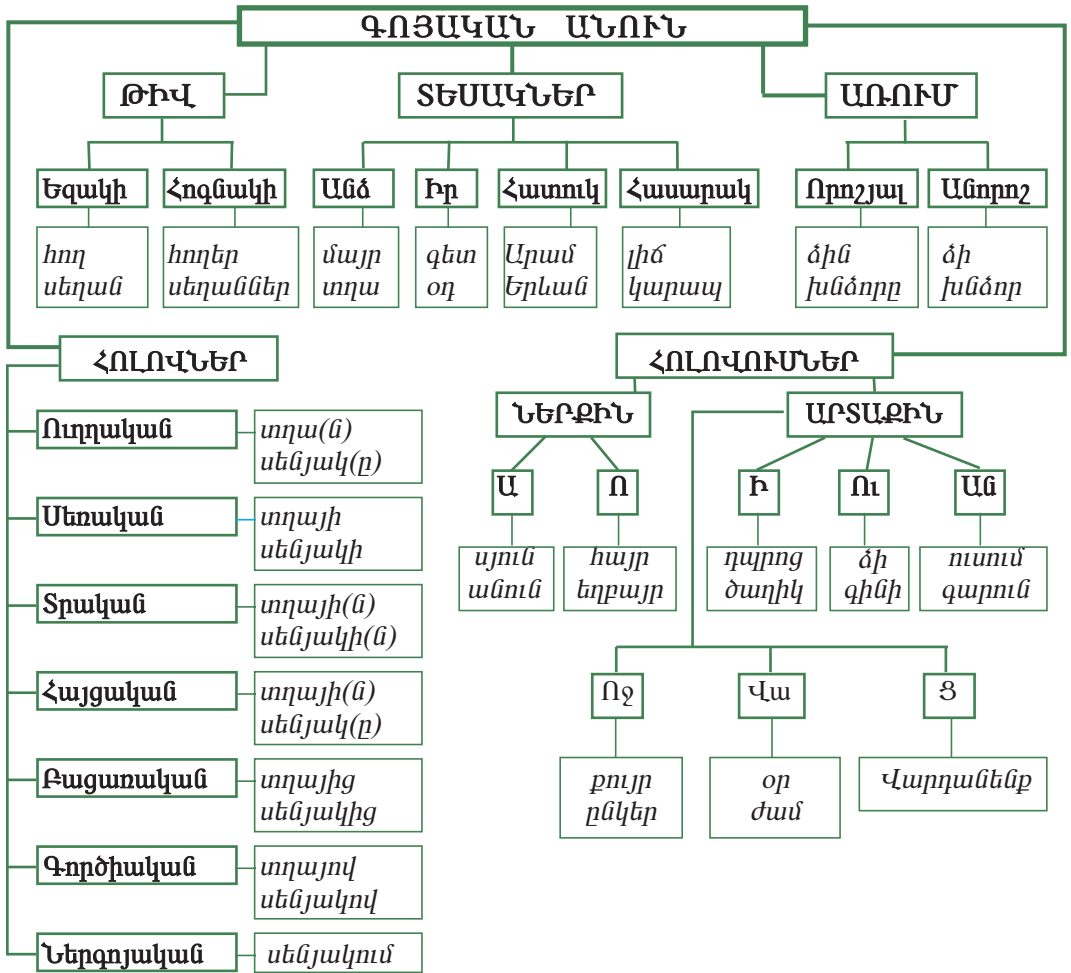 ԳՈՅԱԿԱՆ ԱՆՈՒՆ
ԹԻՎ
ՏԵՍԱԿՆԵՐ
ԱՌՈՒՄ
Եզակի
Հոգնակի
Անձ
Իր
Հատուկ
Հասարակ
Որոշյալ
Անորոշ
հող
սեղան
հողեր
սեղաններ
մայր
տղա
գետ
օդ
Արամ
Երևան
լիճ
կարապ
ձին
խնձորը
ձի
խնձոր
ՀՈԼՈՎՆԵՐ
Ուղղական
տղա(ն)
սենյակ(ը)
Սեռական
տղայի
սենյակի
Տրական
տղայի(ն)
սենյակի(ն)
Հայցական
տղայի(ն)
սենյակ(ը)
Բացառական
տղայից
սենյակից
Գործիական
տղայով
սենյակով
Ներգոյական
սենյակում
ՀՈԼՈՎՈՒՄՆԵՐ
ՆԵՐՔԻՆ
ԱՐՏԱՔԻՆ
Ա
Ո
Ի
Ու
Ան
սյուն
անուն
հայր
եղբայր
դպրոց
ծաղիկ
ձի
գինի
ուսում
գարուն
Ոջ
Վա
Ց
քույր
ընկեր
օր
ժամ
Վարդանենք